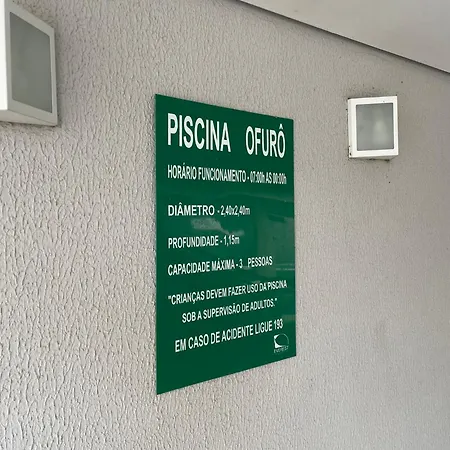 PISCINA OFURÔ
HORÁRIO FUNCIONAMENTO - 07:00h AS 00:00h
DIÂMETRO - 2,40x2,40m
PROFUNDIDADE - 1,15m
CAPACIDADE MÁXIMA - 3 PESSOAS
"CRIANÇAS DEVEM FAZER USO DA PISCINA
SOB A SUPERVISÃO DE ADULTOS."
EM CASO DE ACIDENTE LIGUE 193